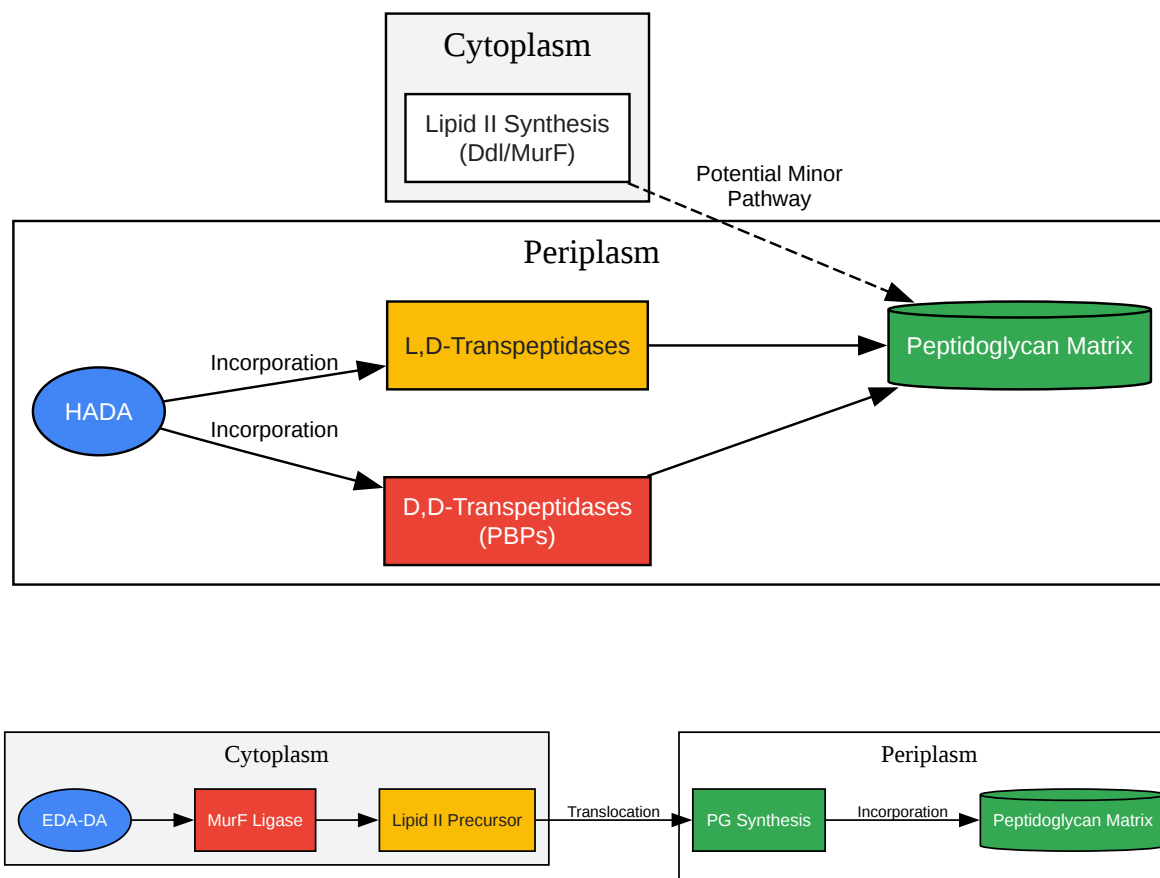 Cytoplasm
Lipid II Synthesis
(Ddl/MurF)
Potential Minor
Pathway
Periplasm
HADA
Incorporation
Incorporation
L,D-Transpeptidases
D,D-Transpeptidases
(PBPs)
Peptidoglycan Matrix
Cytoplasm
EDA-DA
MurF Ligase
Lipid II Precursor
Translocation
Periplasm
PG Synthesis
Incorporation
Peptidoglycan Matrix